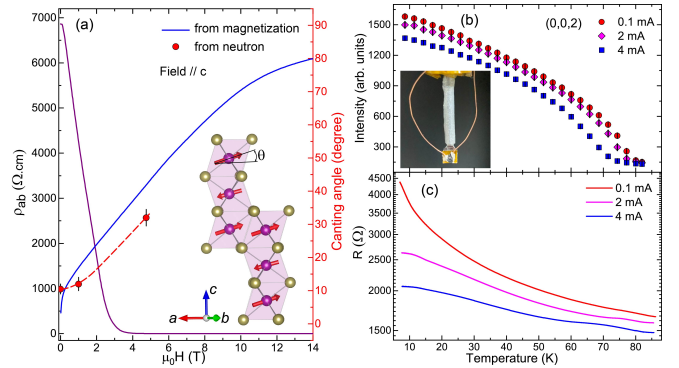 (a)
from magnetization
from neutron
Field // c
θ
a
c
b
ρab (Ω.cm)
7000
6000
5000
4000
3000
2000
1000
0
Canting angle (degree)
90
80
70
60
50
40
30
20
10
0
0 2 4 6 8 10 12 14
μ0H (T)
(b)
(0,0,2)
0.1 mA
2 mA
4 mA
Intensity (arb. units)
1500
1200
900
600
300
0
(c)
0.1 mA
2 mA
4 mA
R (Ω)
4500
4000
3500
3000
2500
2000
1500
0 10 20 30 40 50 60 70 80
Temperature (K)